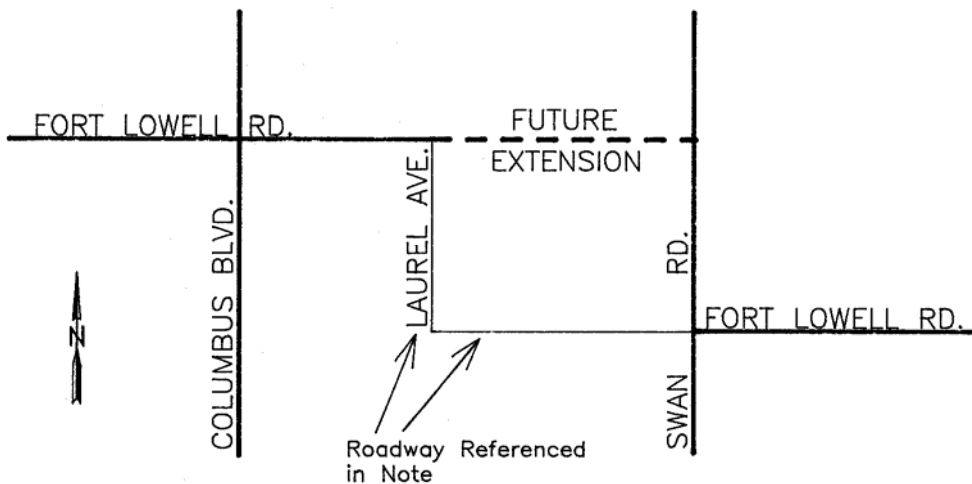 FORT LOWELL RD.
FUTURE
EXTENSION
COLUMBUS BLVD.
LAUREL AVE.
SWAN RD.
FORT LOWELL RD.
N
Roadway Referenced
in Note